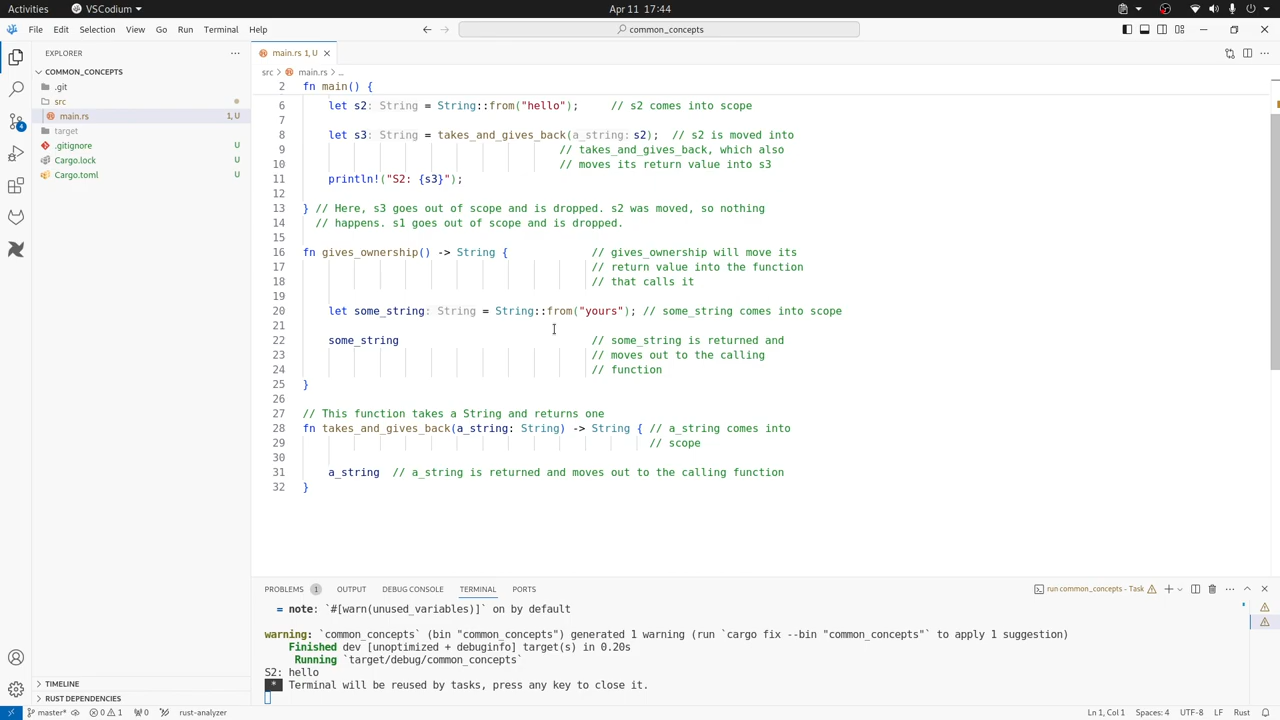 Activities
VSCodium
Apr 11 17:44
File Edit Selection View Go Run Terminal Help
common_concepts
EXPLORER
COMMON_CONCEPTS
.git
src
main.rs 1, U
target
.gitignore U
Cargo.lock U
Cargo.toml U
4
TIMELINE
RUST DEPENDENCIES
main.rs 1, U
src > main.rs > ...
2 fn main() {
6 let s2: String = String::from("hello"); // s2 comes into scope
7
8 let s3: String = takes_and_gives_back(a_string: s2); // s2 is moved into
9 // takes_and_gives_back, which also
10 // moves its return value into s3
11 println!("S2: {s3}");
12
13 } // Here, s3 goes out of scope and is dropped. s2 was moved, so nothing
14 // happens. s1 goes out of scope and is dropped.
15
16 fn gives_ownership() -> String { // gives_ownership will move its
17 // return value into the function
18 // that calls it
19
20 let some_string: String = String::from("yours"); // some_string comes into scope
21
22 some_string // some_string is returned and
23 // moves out to the calling
24 // function
25 }
26
27 // This function takes a String and returns one
28 fn takes_and_gives_back(a_string: String) -> String { // a_string comes into
29 // scope
30
31 a_string // a_string is returned and moves out to the calling function
32 }
PROBLEMS 1 OUTPUT DEBUG CONSOLE TERMINAL PORTS
run common_concepts - Task
= note: `#[warn(unused_variables)]` on by default
warning: `common_concepts` (bin "common_concepts") generated 1 warning (run `cargo fix --bin "common_concepts"` to apply 1 suggestion)
Finished dev [unoptimized + debuginfo] target(s) in 0.20s
Running `target/debug/common_concepts`
S2: hello
* Terminal will be reused by tasks, press any key to close it.
master* 0 1 0 rust-analyzer
Ln 1, Col 1 Spaces: 4 UTF-8 LF Rust